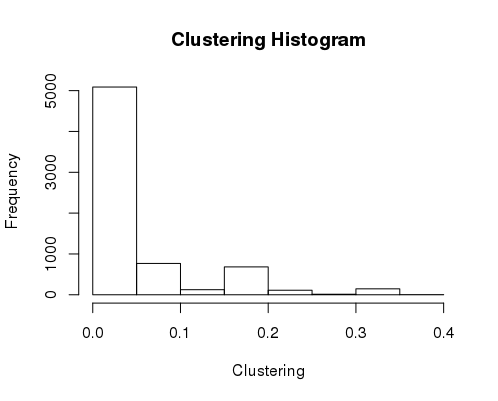 Clustering Histogram
Frequency
5000
3000
1000
0
0.0 0.1 0.2 0.3 0.4
Clustering